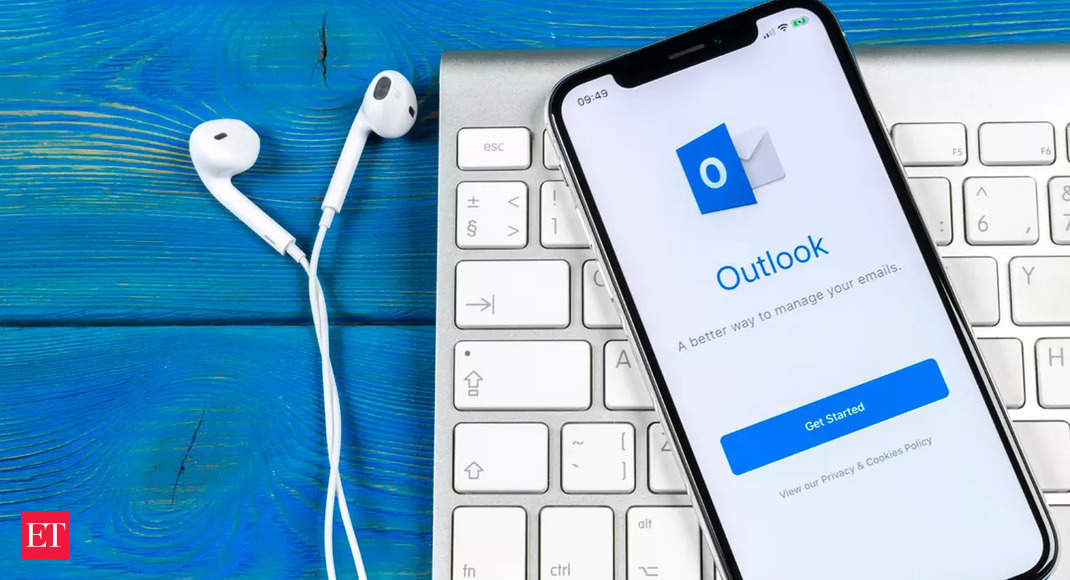 09:49
O
Outlook
A better way to manage your emails.
Get Started
View our Privacy & Cookies Policy
esc
F5
F6
± <
§ >
!
1
^
6 ,
&
7
Y
A
H
~ [
` ]
Z
fn
ctrl
alt
ET